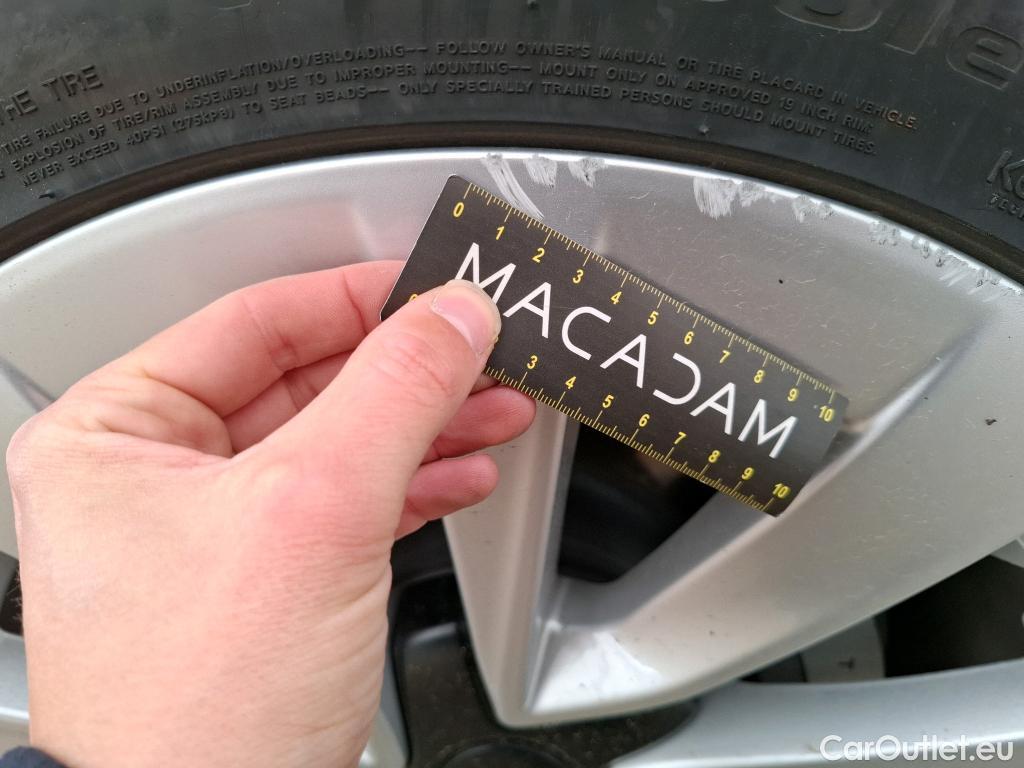 THE TIRE
TIRE FAILURE DUE TO UNDERINFLATION/OVERLOADING-- FOLLOW OWNER'S MANUAL OR TIRE PLACARD IN VEHICLE.
EXPLOSION OF TIRE/RIM ASSEMBLY DUE TO IMPROPER MOUNTING-- MOUNT ONLY ON APPROVED 19 INCH RIM;
NEVER EXCEED 40PSI (275KPa) TO SEAT BEADS-- ONLY SPECIALLY TRAINED PERSONS SHOULD MOUNT TIRES.
0 1 2 3 4 5 6 7 8 9 10
MACADAM
3 4 5 6 7 8 9 10
CarOutlet.eu